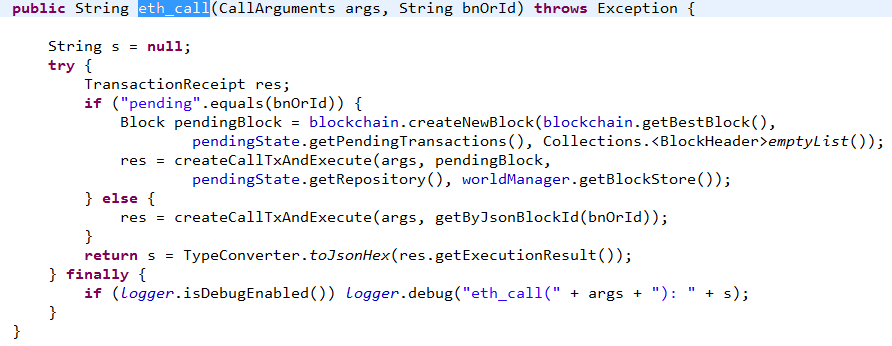 public String eth_call(CallArguments args, String bnOrId) throws Exception {
String s = null;
try {
TransactionReceipt res;
if ("pending".equals(bnOrId)) {
Block pendingBlock = blockchain.createNewBlock(blockchain.getBestBlock(),
pendingState.getPendingTransactions(), Collections.<BlockHeader>emptyList());
res = createCallTxAndExecute(args, pendingBlock,
pendingState.getRepository(), worldManager.getBlockStore());
} else {
res = createCallTxAndExecute(args, getByJsonBlockId(bnOrId));
}
return s = TypeConverter.toJsonHex(res.getExecutionResult());
} finally {
if (logger.isDebugEnabled()) logger.debug("eth_call(" + args + "): " + s);
}
}